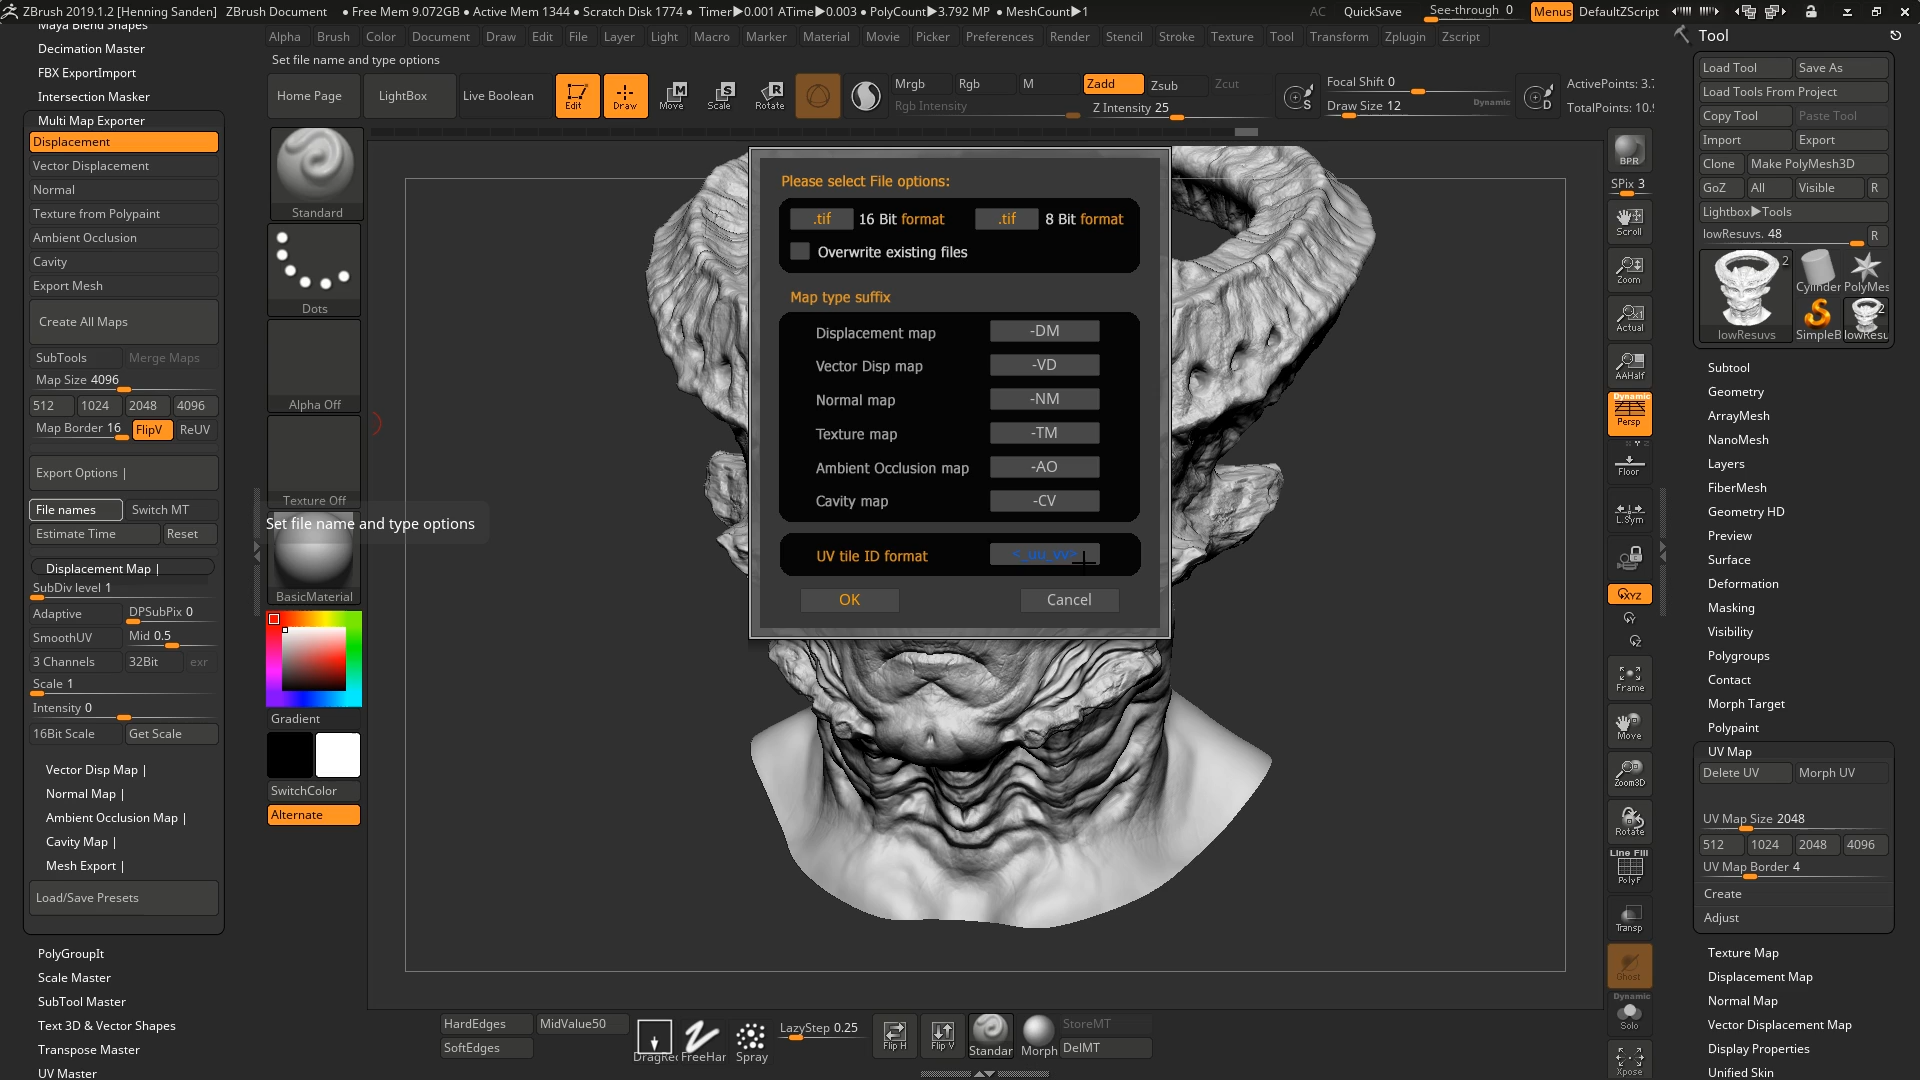 ZBrush 2019.1.2 [Henning Sanden] ZBrush Document • Free Mem 9.072GB • Active Mem 1344 • Scratch Disk 1774 • Timer▶0.001 ATime▶0.003 • PolyCount▶3.792 MP • MeshCount▶1
AC QuickSave See-through 0 Menus DefaultZScript
Alpha Brush Color Document Draw Edit File Layer Light Macro Marker Material Movie Picker Preferences Render Stencil Stroke Texture Tool Transform Zplugin Zscript
Set file name and type options
Home Page LightBox Live Boolean Edit Draw Move Scale Rotate
Mrgb Rgb M Zadd Zsub Zcut
Rgb Intensity Z Intensity 25
Focal Shift 0
Draw Size 12 Dynamic
S D
ActivePoints: 3.7
TotalPoints: 10.9
Maya Blend Shapes
Decimation Master
FBX ExportImport
Intersection Masker
Multi Map Exporter
Displacement
Vector Displacement
Normal
Texture from Polypaint
Ambient Occlusion
Cavity
Export Mesh
Create All Maps
SubTools Merge Maps
Map Size 4096
512 1024 2048 4096
Map Border 16 FlipV ReUV
Export Options |
File names Switch MT
Estimate Time Reset
Displacement Map |
SubDiv level 1
Adaptive DPSubPix 0
SmoothUV Mid 0.5
3 Channels 32Bit exr
Scale 1
Intensity 0
16Bit Scale Get Scale
Vector Disp Map |
Normal Map |
Ambient Occlusion Map |
Cavity Map |
Mesh Export |
Load/Save Presets
PolyGroupIt
Scale Master
SubTool Master
Text 3D & Vector Shapes
Transpose Master
UV Master
Standard
Dots
Alpha Off
Texture Off
Set file name and type options
BasicMaterial
Gradient
SwitchColor
Alternate
Please select File options:
.tif 16 Bit format .tif 8 Bit format
Overwrite existing files
Map type suffix
Displacement map -DM
Vector Disp map -VD
Normal map -NM
Texture map -TM
Ambient Occlusion map -AO
Cavity map -CV
UV tile ID format <_uu_vv>
OK Cancel
HardEdges MidValue50
SoftEdges
DragRec FreeHar Spray
LazyStep 0.25
Flip H Flip V Standar Morph
StoreMT
DelMT
BPR
SPix 3
Scroll
Zoom
Actual
AAHalf
Dynamic
Persp
Floor
L.Sym
XYZ
Frame
Move
Zoom3D
Rotate
Line Fill
PolyF
Transp
Ghost
Dynamic
Solo
Xpose
Tool
Load Tool Save As
Load Tools From Project
Copy Tool Paste Tool
Import Export
Clone Make PolyMesh3D
GoZ All Visible R
Lightbox▶Tools
lowResuvs. 48 R
2
Cylinder PolyMes
2
lowResuvs SimpleB lowResu
Subtool
Geometry
ArrayMesh
NanoMesh
Layers
FiberMesh
Geometry HD
Preview
Surface
Deformation
Masking
Visibility
Polygroups
Contact
Morph Target
Polypaint
UV Map
Delete UV Morph UV
UV Map Size 2048
512 1024 2048 4096
UV Map Border 4
Create
Adjust
Texture Map
Displacement Map
Normal Map
Vector Displacement Map
Display Properties
Unified Skin